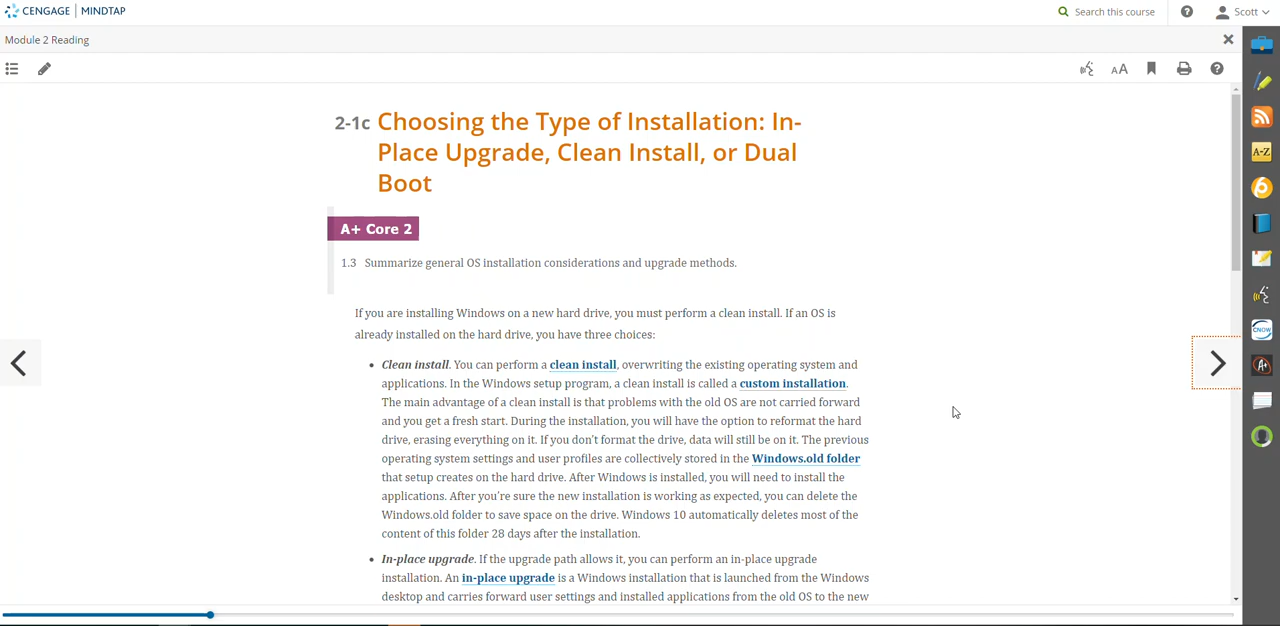 CENGAGE | MINDTAP
Search this course
Scott
Module 2 Reading
AA
2-1c Choosing the Type of Installation: In-
Place Upgrade, Clean Install, or Dual
Boot
A+ Core 2
1.3 Summarize general OS installation considerations and upgrade methods.
If you are installing Windows on a new hard drive, you must perform a clean install. If an OS is
already installed on the hard drive, you have three choices:
• Clean install. You can perform a clean install, overwriting the existing operating system and
applications. In the Windows setup program, a clean install is called a custom installation.
The main advantage of a clean install is that problems with the old OS are not carried forward
and you get a fresh start. During the installation, you will have the option to reformat the hard
drive, erasing everything on it. If you don't format the drive, data will still be on it. The previous
operating system settings and user profiles are collectively stored in the Windows.old folder
that setup creates on the hard drive. After Windows is installed, you will need to install the
applications. After you're sure the new installation is working as expected, you can delete the
Windows.old folder to save space on the drive. Windows 10 automatically deletes most of the
content of this folder 28 days after the installation.
• In-place upgrade. If the upgrade path allows it, you can perform an in-place upgrade
installation. An in-place upgrade is a Windows installation that is launched from the Windows
desktop and carries forward user settings and installed applications from the old OS to the new
A-Z
CNOW
A+